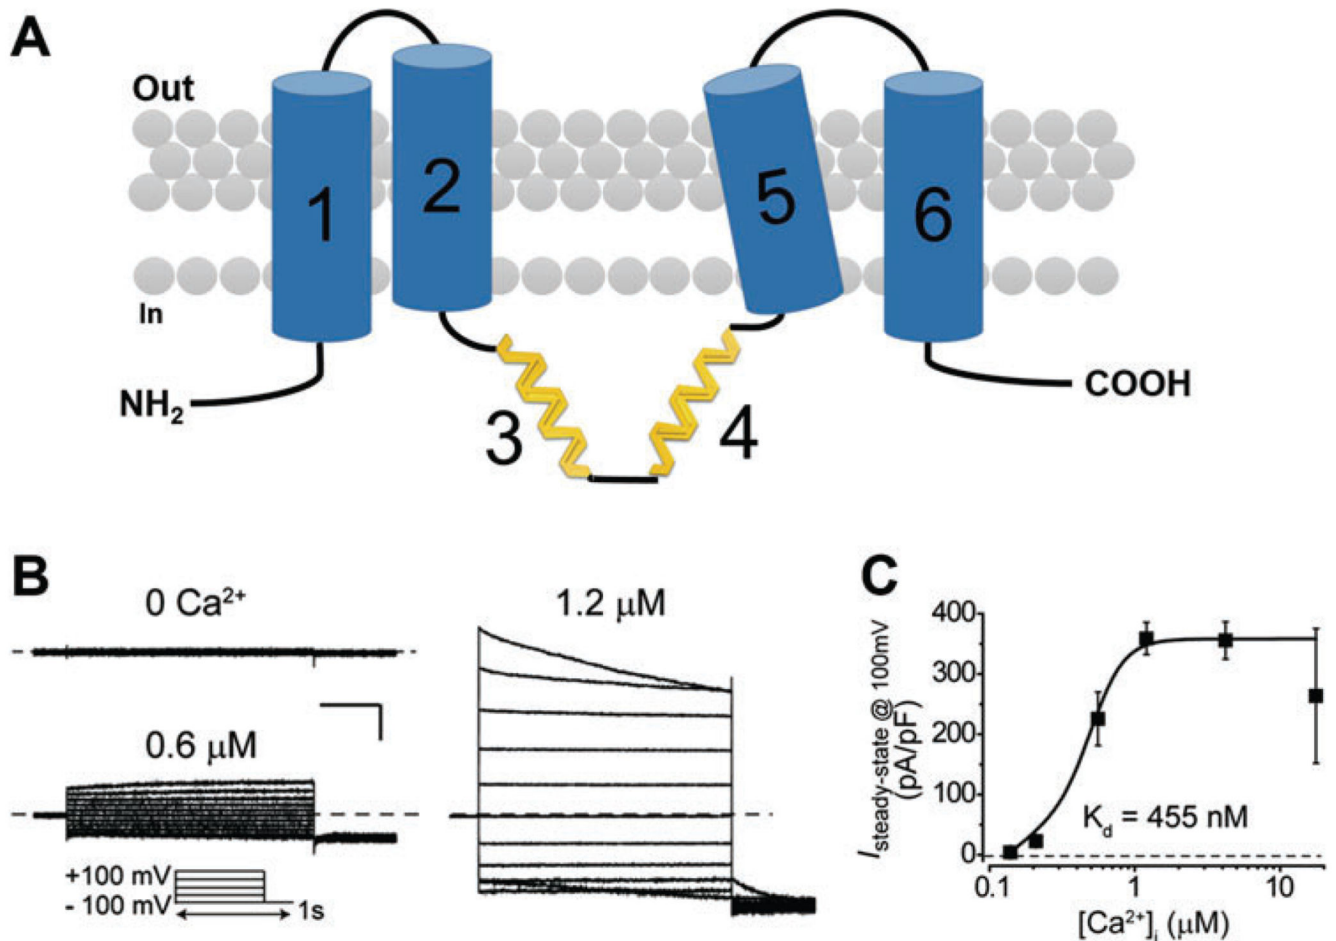 A
Out
In
NH₂
1
2
3
4
5
6
COOH
B
0 Ca²⁺
0.6 μM
+100 mV
- 100 mV
1s
1.2 μM
C
I steady-state @ 100mV
(pA/pF)
400
300
200
100
0
K_d = 455 nM
0.1
1
10
[Ca²⁺]ᵢ (μM)